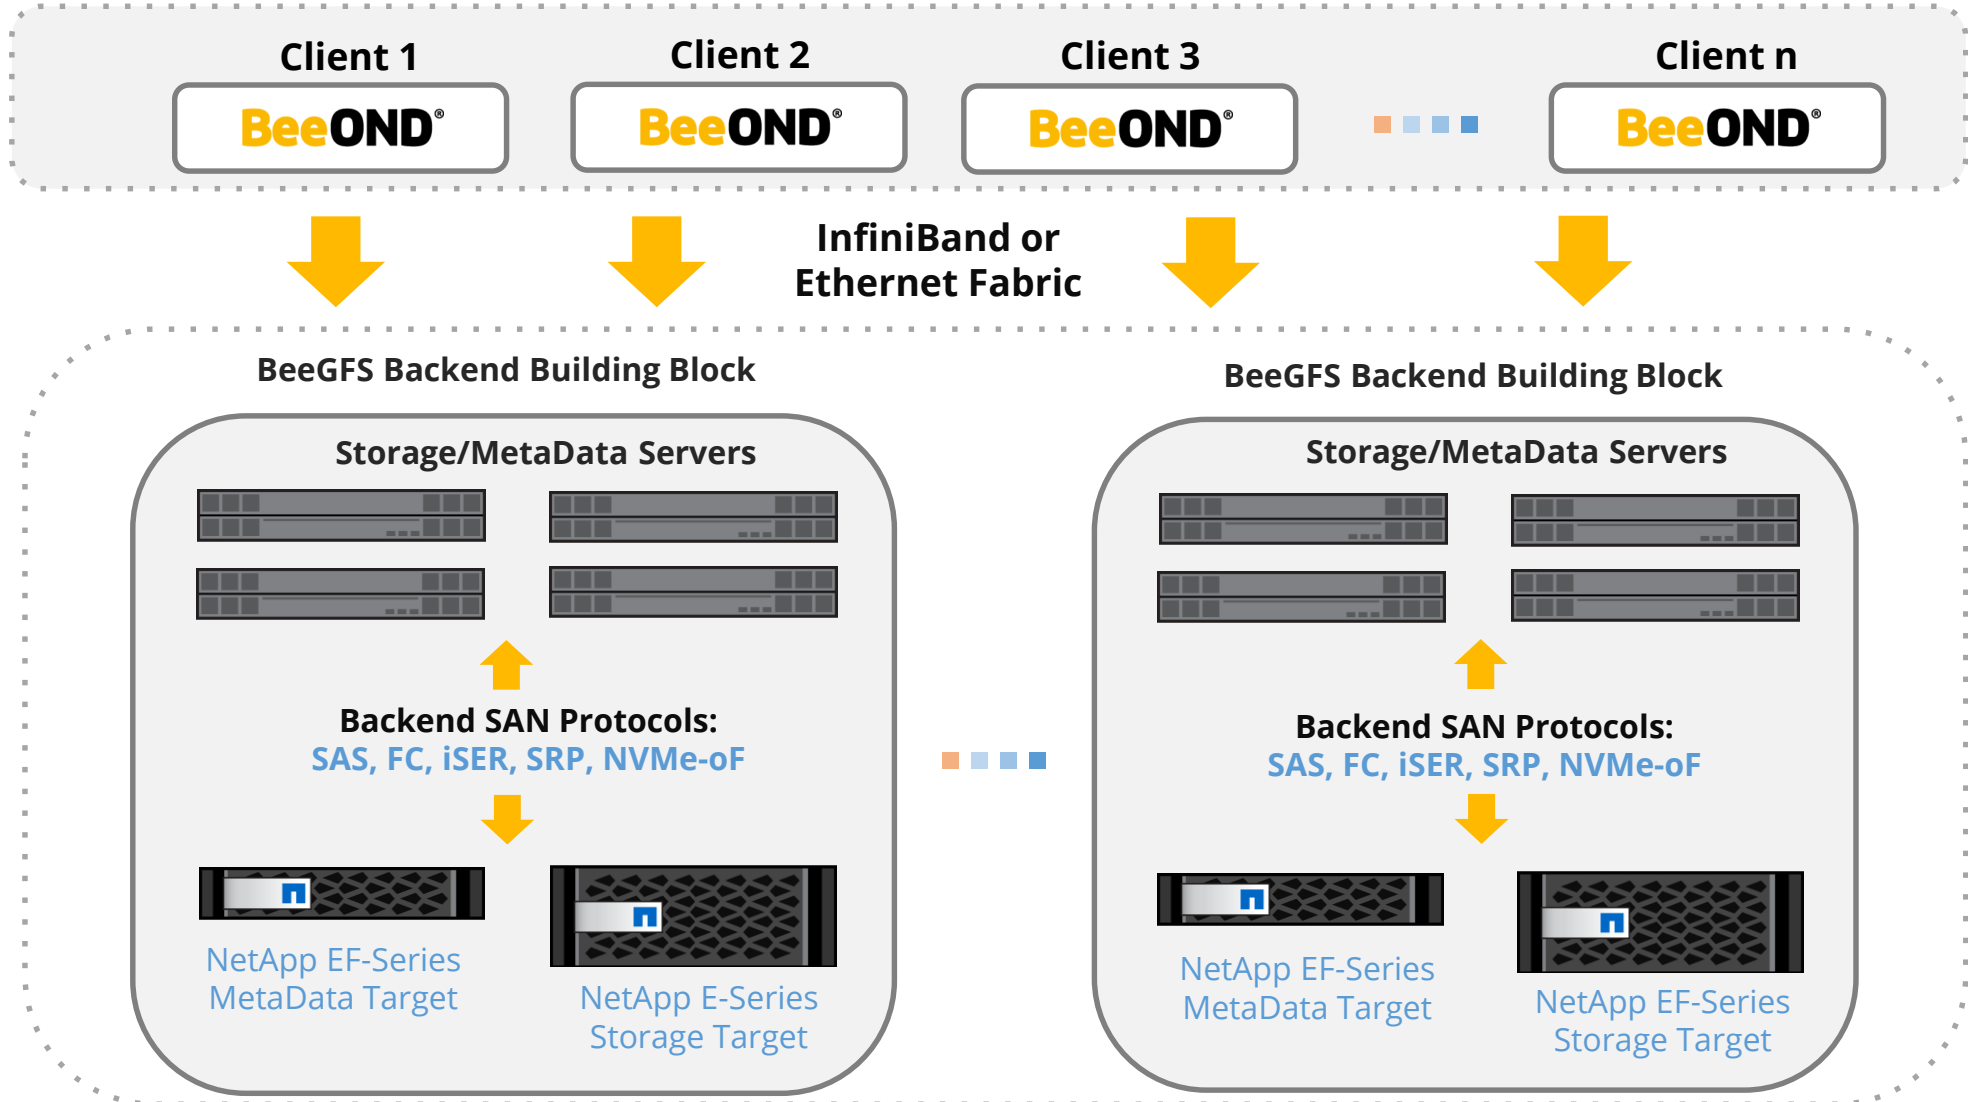 Client 1
Client 2
Client 3
Client n
BeeOND®
BeeOND®
BeeOND®
BeeOND®
InfiniBand or
Ethernet Fabric
BeeGFS Backend Building Block
Storage/MetaData Servers
Backend SAN Protocols:
SAS, FC, iSER, SRP, NVMe-oF
NetApp EF-Series
MetaData Target
NetApp E-Series
Storage Target
BeeGFS Backend Building Block
Storage/MetaData Servers
Backend SAN Protocols:
SAS, FC, iSER, SRP, NVMe-oF
NetApp EF-Series
MetaData Target
NetApp EF-Series
Storage Target